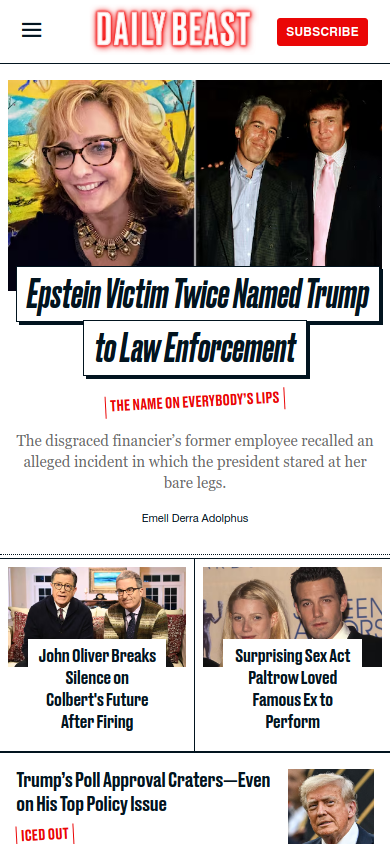 DAILY BEAST
SUBSCRIBE
Epstein Victim Twice Named Trump
to Law Enforcement
THE NAME ON EVERYBODY'S LIPS
The disgraced financier’s former employee recalled an
alleged incident in which the president stared at her
bare legs.
Emell Derra Adolphus
John Oliver Breaks
Silence on
Colbert's Future
After Firing
SCREEN
ACTORS
Surprising Sex Act
Paltrow Loved
Famous Ex to
Perform
Trump’s Poll Approval Craters—Even
on His Top Policy Issue
ICED OUT